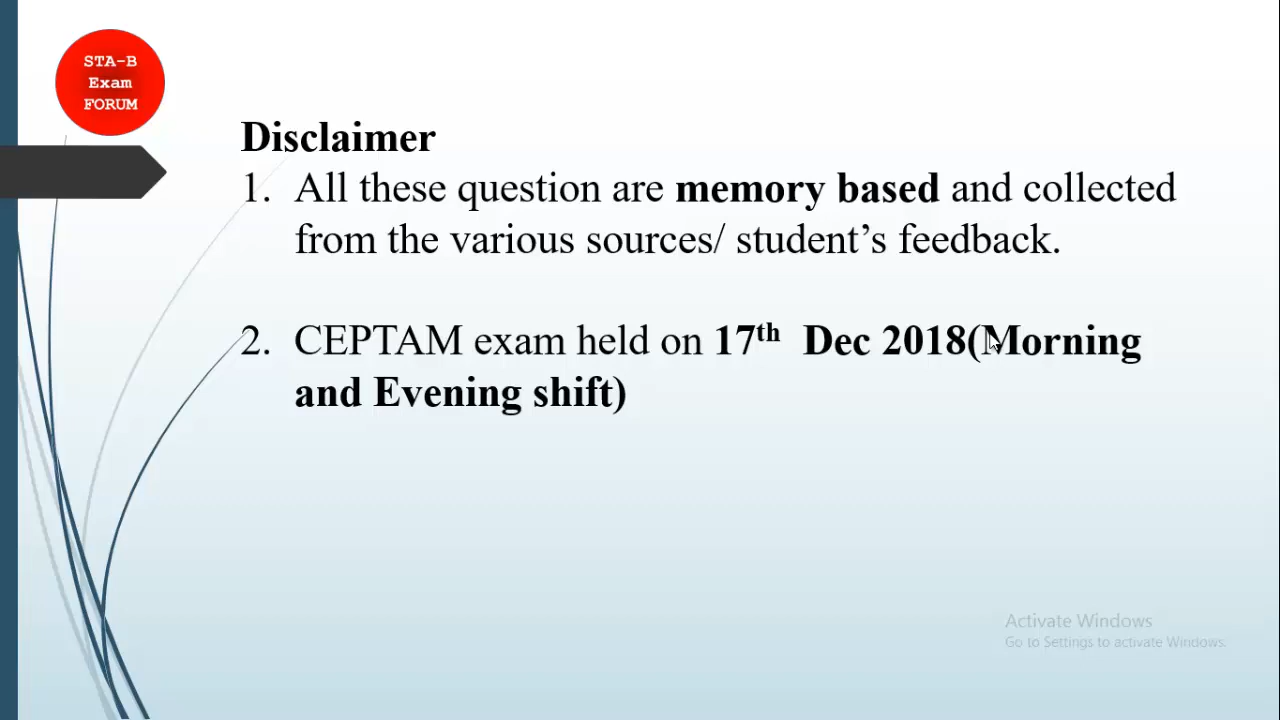 STA-B
Exam
FORUM
Disclaimer
1. All these question are memory based and collected
from the various sources/ student’s feedback.
2. CEPTAM exam held on 17th Dec 2018(Morning
and Evening shift)
Activate Windows
Go to Settings to activate Windows.